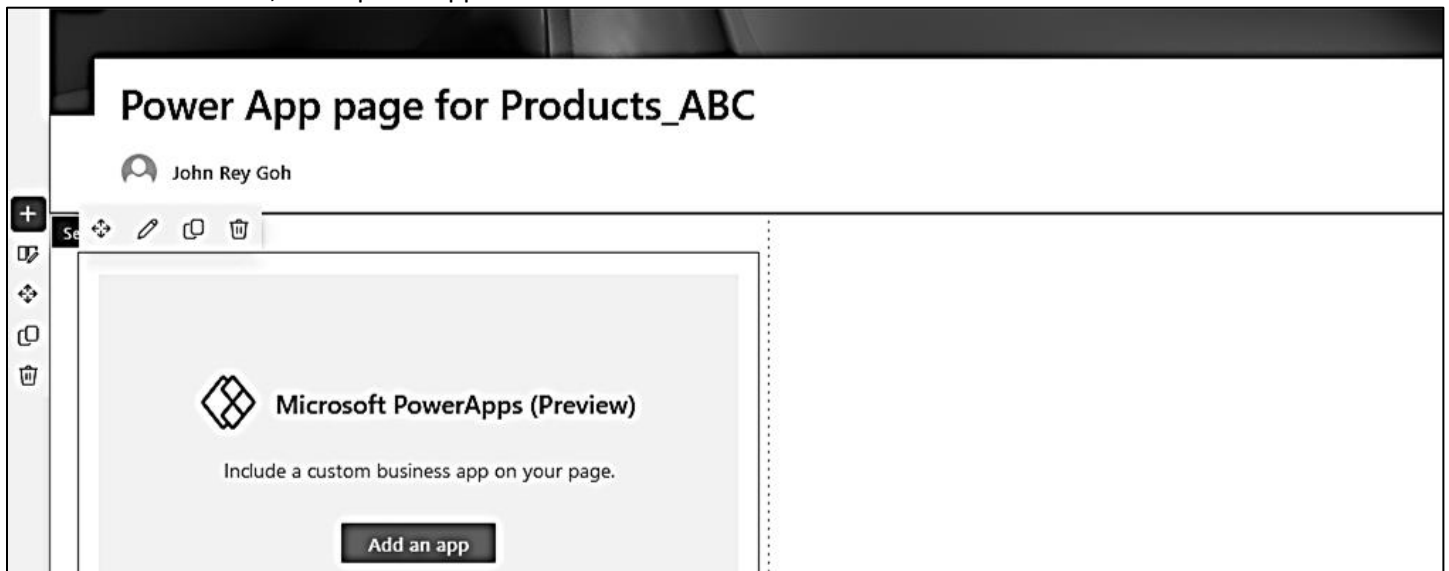 Power App page for Products_ABC
John Rey Goh
Se
Microsoft PowerApps (Preview)
Include a custom business app on your page.
Add an app